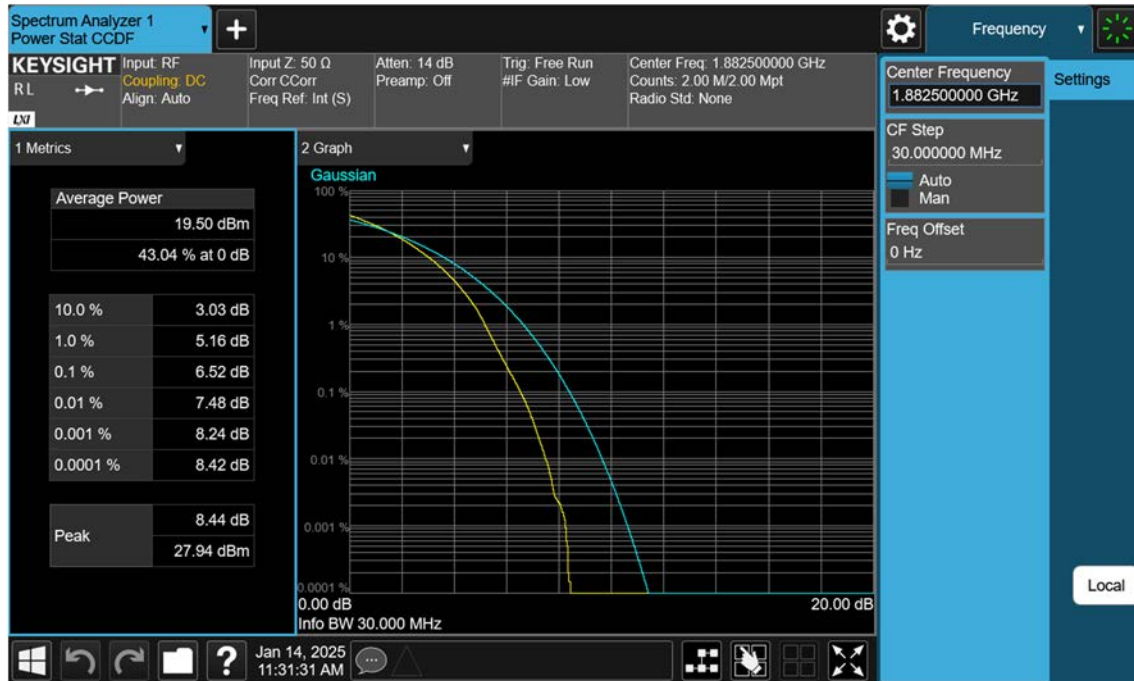 Spectrum Analyzer 1
Power Stat CCDF
+
Frequency
KEYSIGHT
R L
LXI
Input: RF
Coupling: DC
Align: Auto
Input Z: 50 Ω
Corr CCorr
Freq Ref: Int (S)
Atten: 14 dB
Preamp: Off
Trig: Free Run
#IF Gain: Low
Center Freq: 1.882500000 GHz
Counts: 2.00 M/2.00 Mpt
Radio Std: None
Center Frequency
1.882500000 GHz
Settings
CF Step
30.000000 MHz
Auto
Man
Freq Offset
0 Hz
Local
1 Metrics
Average Power
19.50 dBm
43.04 % at 0 dB
10.0 % 3.03 dB
1.0 % 5.16 dB
0.1 % 6.52 dB
0.01 % 7.48 dB
0.001 % 8.24 dB
0.0001 % 8.42 dB
Peak
8.44 dB
27.94 dBm
2 Graph
Gaussian
100 %
10 %
1 %
0.1 %
0.01 %
0.001 %
0.0001 %
0.00 dB 20.00 dB
Info BW 30.000 MHz
?
Jan 14, 2025
11:31:31 AM